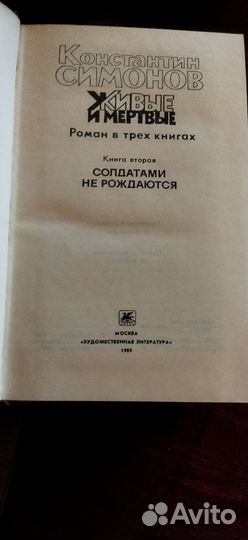 Константин
СИМОНОВ
ЖИВЫЕ
И МЕРТВЫЕ
Роман в трех книгах
Книга вторая
СОЛДАТАМИ
НЕ РОЖДАЮТСЯ
МОСКВА
«ХУДОЖЕСТВЕННАЯ ЛИТЕРАТУРА»
1989
Avito